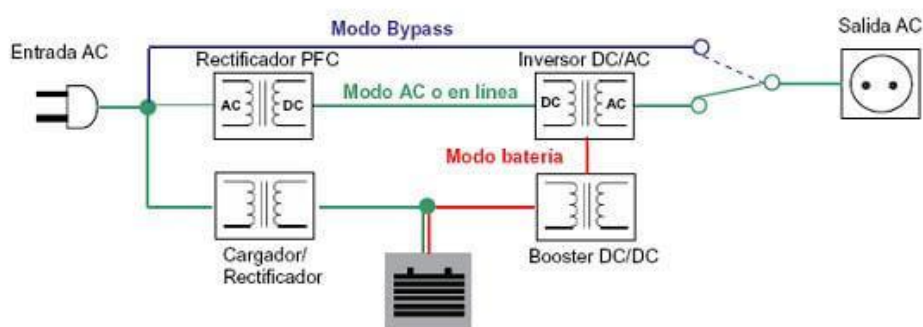 Modo Bypass
Salida AC
Entrada AC
Rectificador PFC
Inversor DC/AC
AC
DC
Modo AC o en línea
DC
AC
Modo bateria
Cargador/
Rectificador
Booster DC/DC